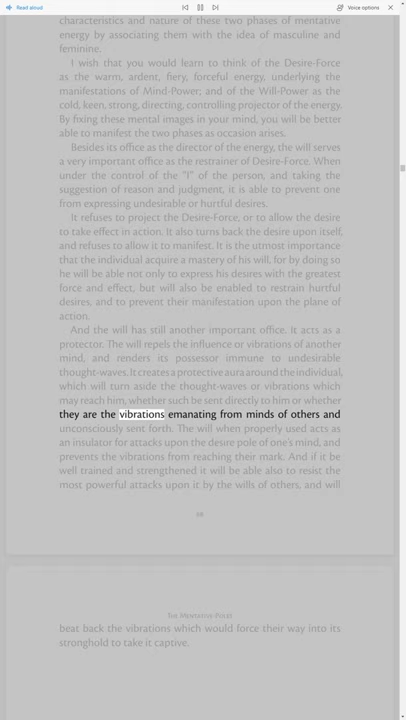 Read aloud
Voice options
characteristics and nature of these two phases of mentative
energy by associating them with the idea of masculine and
feminine.
I wish that you would learn to think of the Desire-Force
as the warm, ardent, fiery, forceful energy, underlying the
manifestations of Mind-Power; and of the Will-Power as the
cold, keen, strong, directing, controlling projector of the energy.
By fixing these mental images in your mind, you will be better
able to manifest the two phases as occasion arises.
Besides its office as the director of the energy, the will serves
a very important office as the restrainer of Desire-Force. When
under the control of the "I" of the person, and taking the
suggestion of reason and judgment, it is able to prevent one
from expressing undesirable or hurtful desires.
It refuses to project the Desire-Force, or to allow the desire
to take effect in action. It also turns back the desire upon itself,
and refuses to allow it to manifest. It is the utmost importance
that the individual acquire a mastery of his will, for by doing so
he will be able not only to express his desires with the greatest
force and effect, but will also be enabled to restrain hurtful
desires, and to prevent their manifestation upon the plane of
action.
And the will has still another important office. It acts as a
protector. The will repels the influence or vibrations of another
mind, and renders its possessor immune to undesirable
thought-waves. It creates a protective aura around the individual,
which will turn aside the thought-waves or vibrations which
may reach him, whether such be sent directly to him or whether
they are the vibrations emanating from minds of others and
unconsciously sent forth. The will when properly used acts as
an insulator for attacks upon the desire pole of one's mind, and
prevents the vibrations from reaching their mark. And if it be
well trained and strengthened it will be able also to resist the
most powerful attacks upon it by the wills of others, and will
The Mentative Poles
beat back the vibrations which would force their way into its
stronghold to take it captive.